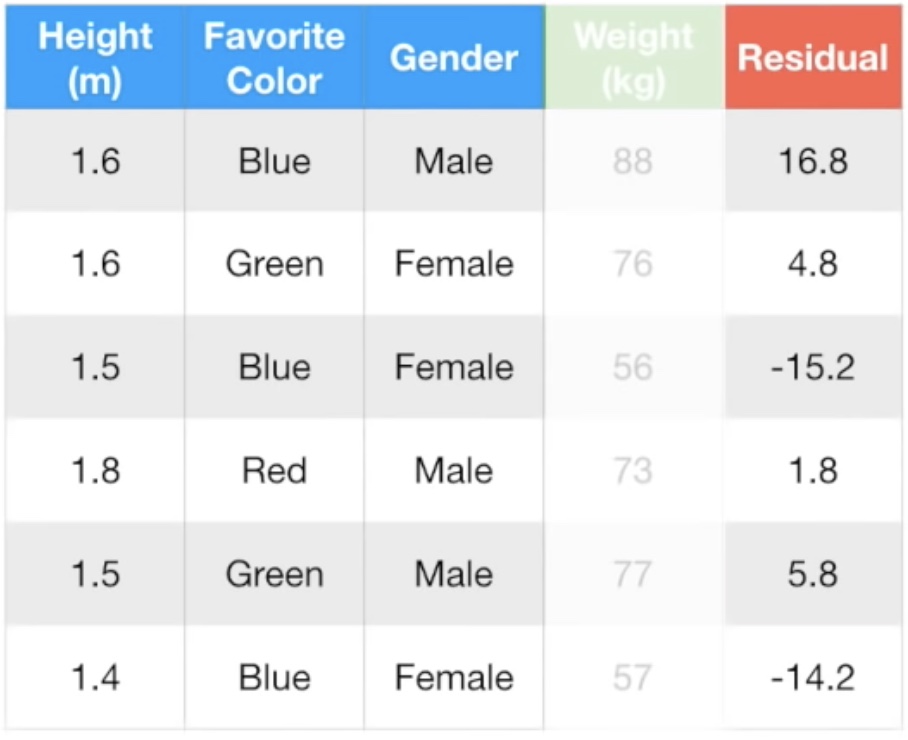 Height (m) Favorite Color Gender Weight (kg) Residual
1.6 Blue Male 88 16.8
1.6 Green Female 76 4.8
1.5 Blue Female 56 -15.2
1.8 Red Male 73 1.8
1.5 Green Male 77 5.8
1.4 Blue Female 57 -14.2